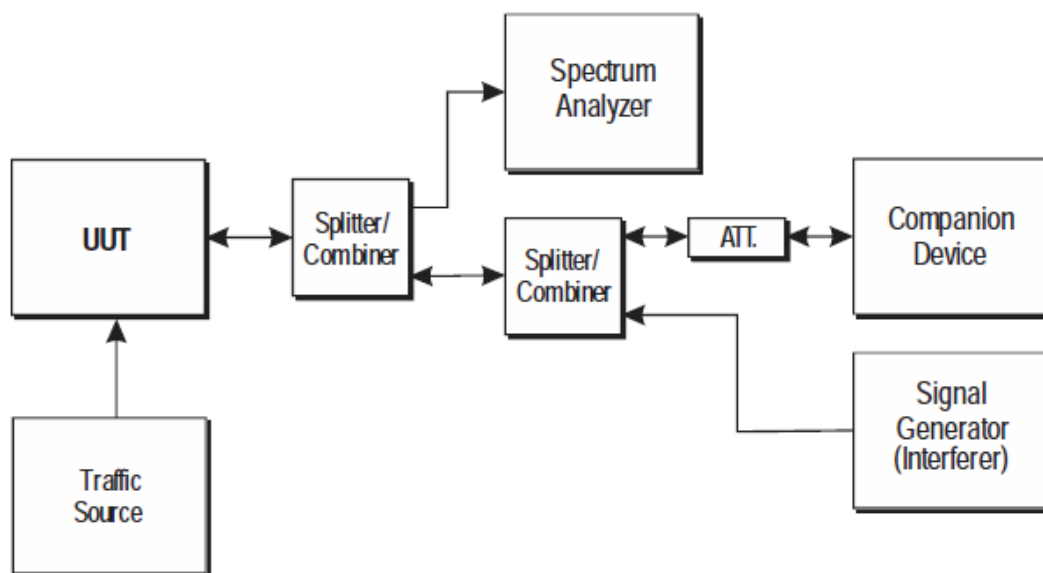 Spectrum
Analyzer
UUT
Splitter/
Combiner
Splitter/
Combiner
ATT.
Companion
Device
Traffic
Source
Signal
Generator
(Interferer)